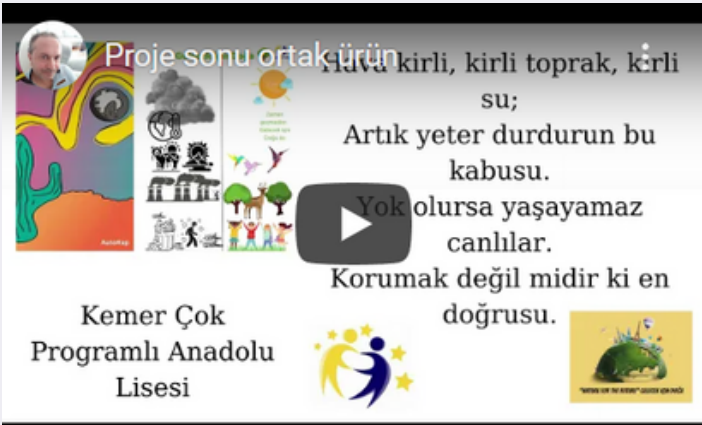 Proje sonu ortak ürün
Hava kirli, kirli toprak, kirli
su;
Artık yeter durdurun bu
kabusu.
Yok olursa yaşayamaz
canlılar.
Korumak değil midir ki en
doğrusu.
AutoRap
Kemer Çok
Programlı Anadolu
Lisesi